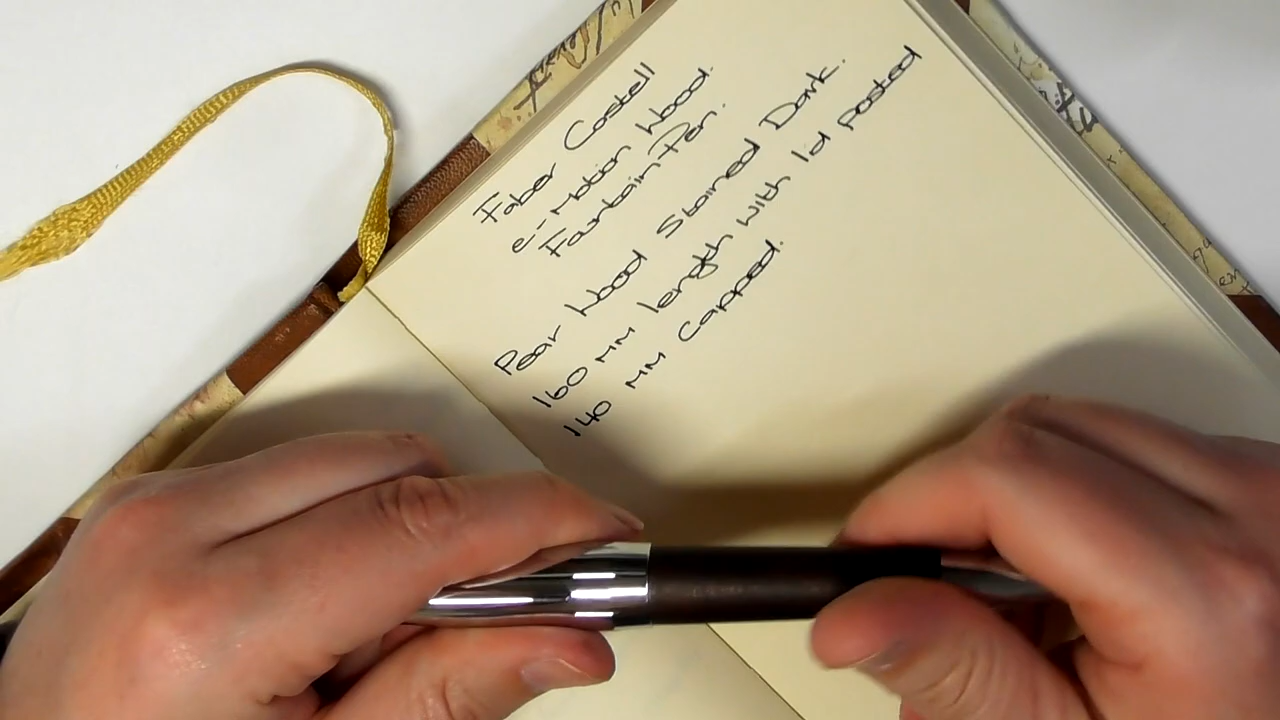 Faber Castell
e-Motion Wood.
Fountain Pen.
Pear Wood Stained Dark.
160 mm length with lid posted
140 mm capped.